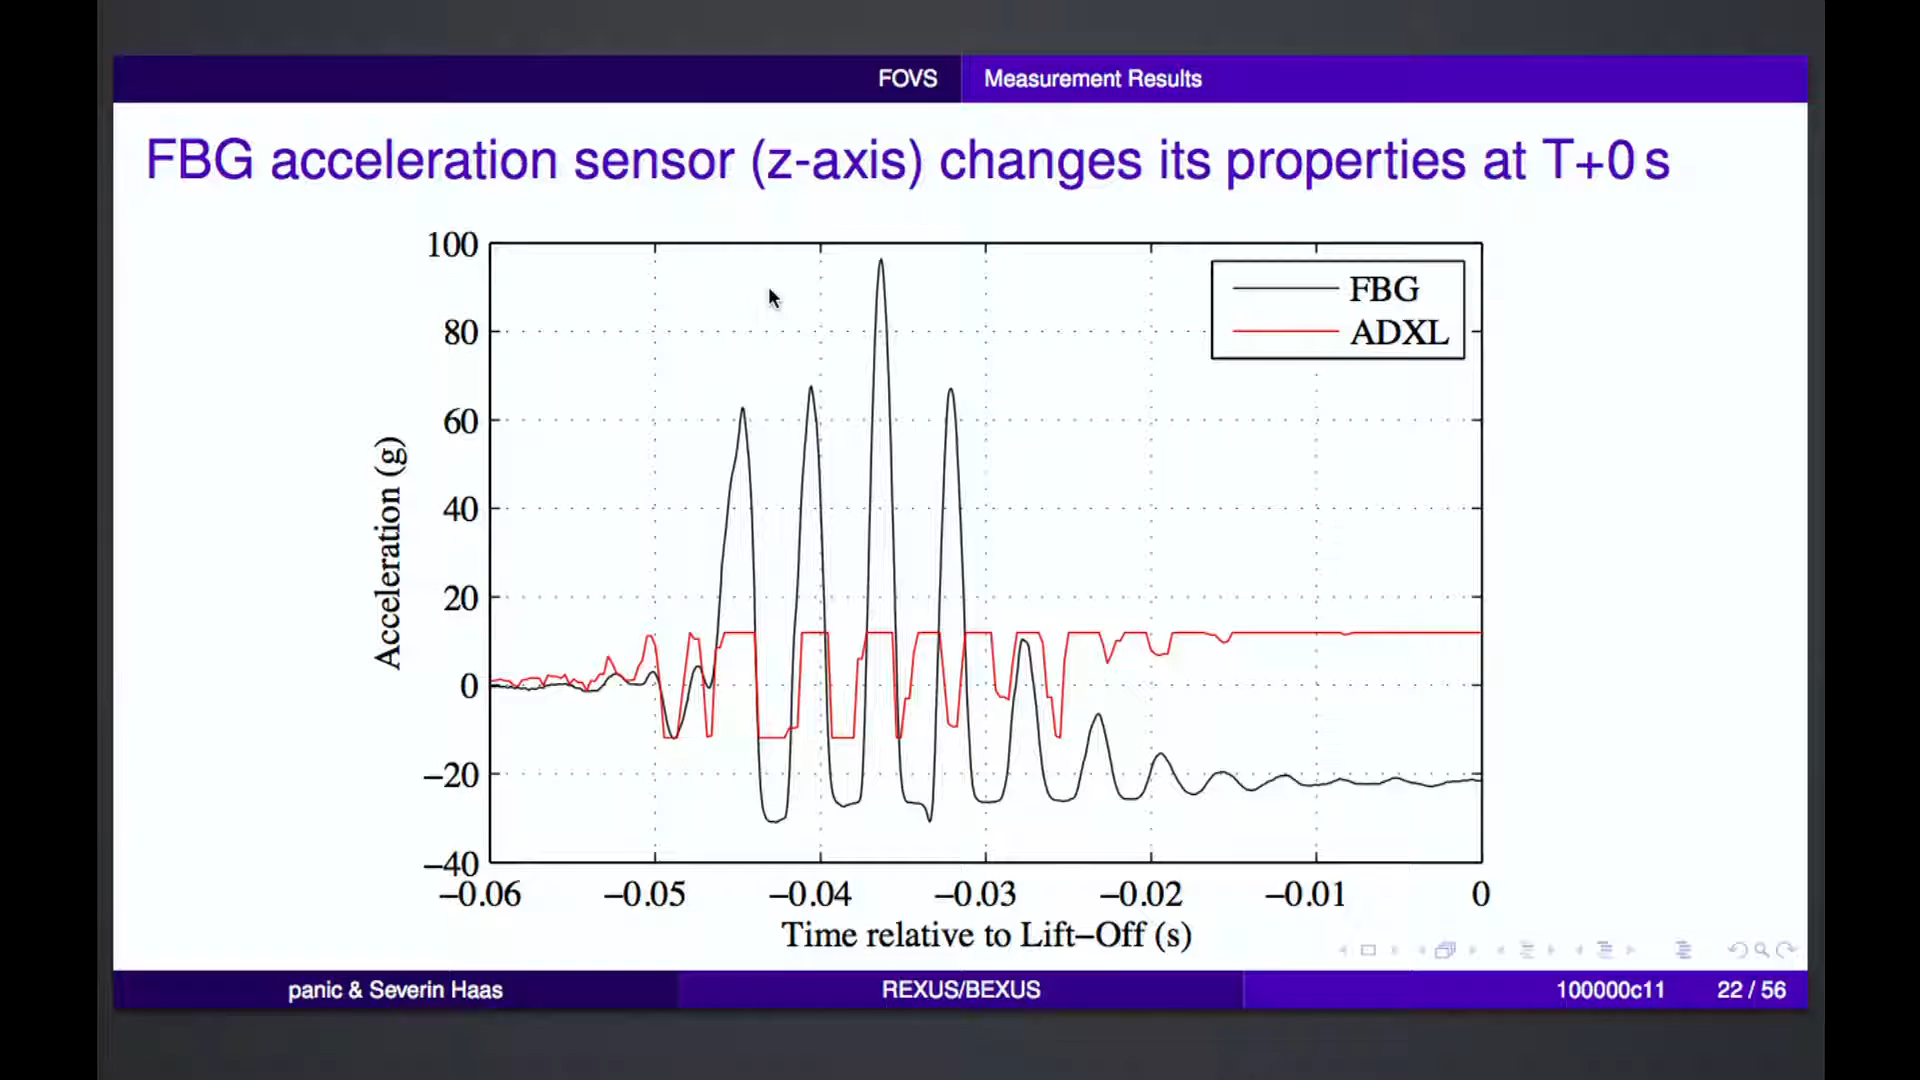 FOVS Measurement Results
FBG acceleration sensor (z-axis) changes its properties at T+0 s
100
80
60
40
20
0
−20
−40
Acceleration (g)
FBG
ADXL
−0.06 −0.05 −0.04 −0.03 −0.02 −0.01 0
Time relative to Lift−Off (s)
panic & Severin Haas REXUS/BEXUS 100000c11 22 / 56